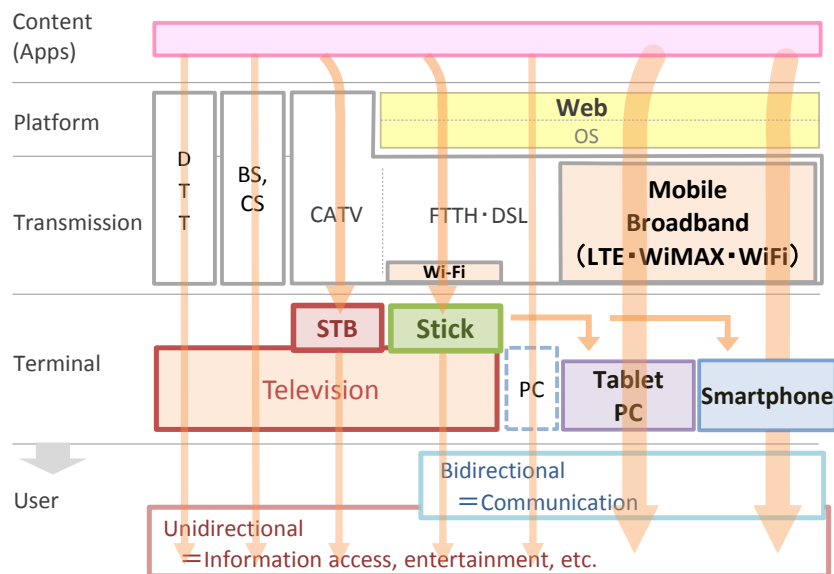 Content
(Apps)
Platform
Web
OS
D
T
T
BS,
CS
Transmission
CATV
FTTH・DSL
Wi-Fi
Mobile
Broadband
（LTE・WiMAX・WiFi）
STB
Stick
Terminal
Television
PC
Tablet
PC
Smartphone
User
Bidirectional
＝Communication
Unidirectional
＝Information access, entertainment, etc.